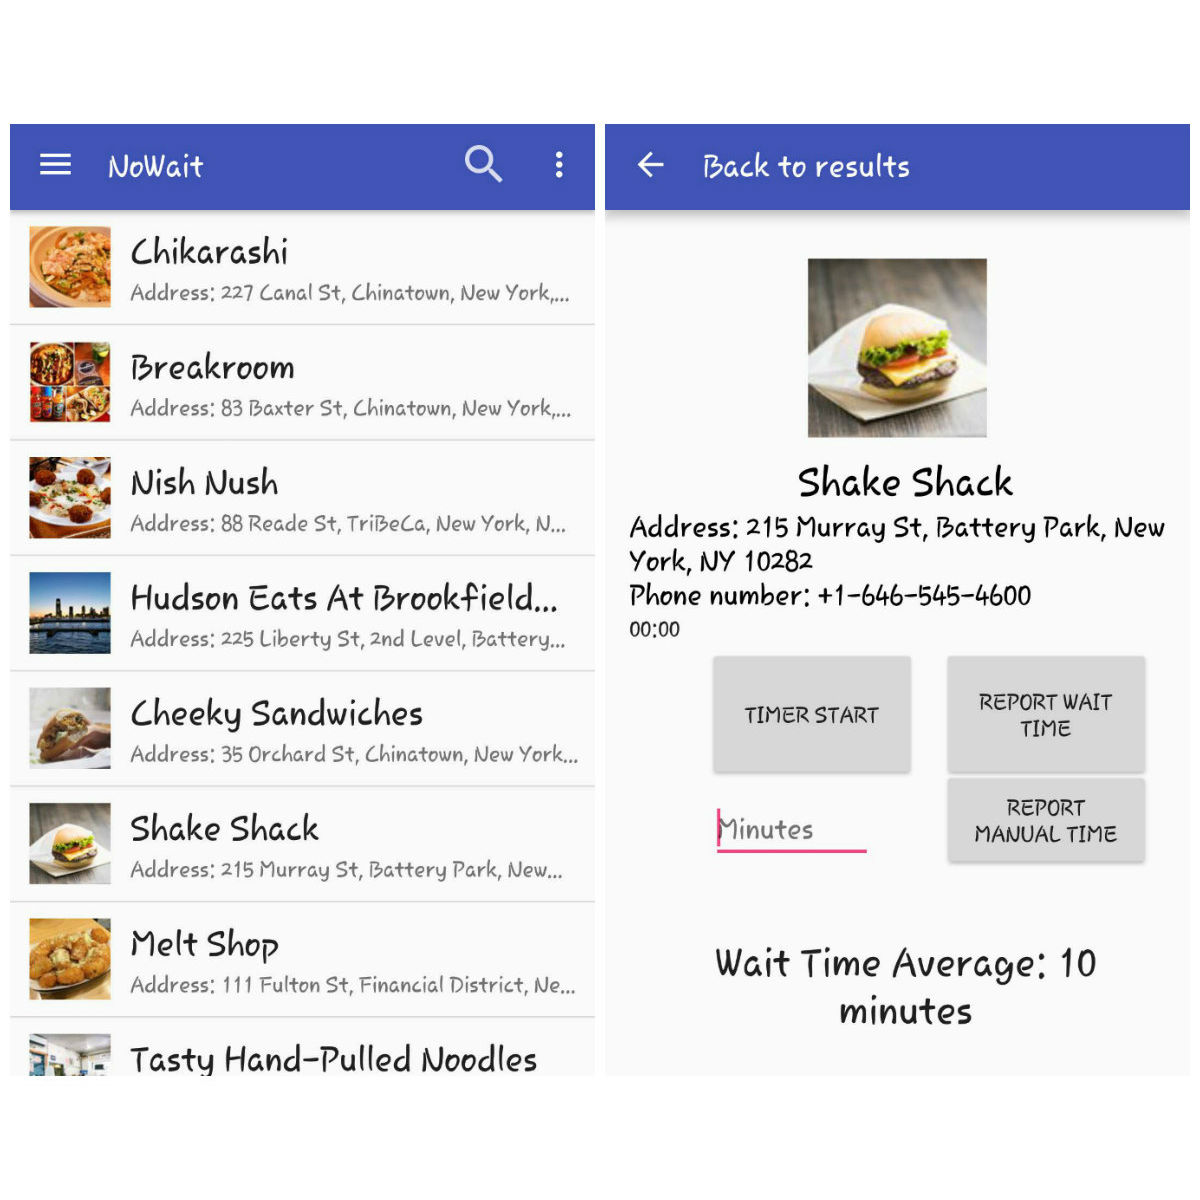 NoWait
Chikarashi
Address: 227 Canal St, Chinatown, New York,...
Breakroom
Address: 83 Baxter St, Chinatown, New York,...
Nish Nush
Address: 88 Reade St, TriBeCa, New York, N...
Hudson Eats At Brookfield...
Address: 225 Liberty St, 2nd Level, Battery...
Cheeky Sandwiches
Address: 35 Orchard St, Chinatown, New York...
Shake Shack
Address: 215 Murray St, Battery Park, New...
Melt Shop
Address: 111 Fulton St, Financial District, Ne...
Tasty Hand-Pulled Noodles
Back to results
Shake Shack
Address: 215 Murray St, Battery Park, New
York, NY 10282
Phone number: +1-646-545-4600
00:00
TIMER START
REPORT WAIT
TIME
Minutes
REPORT
MANUAL TIME
Wait Time Average: 10
minutes